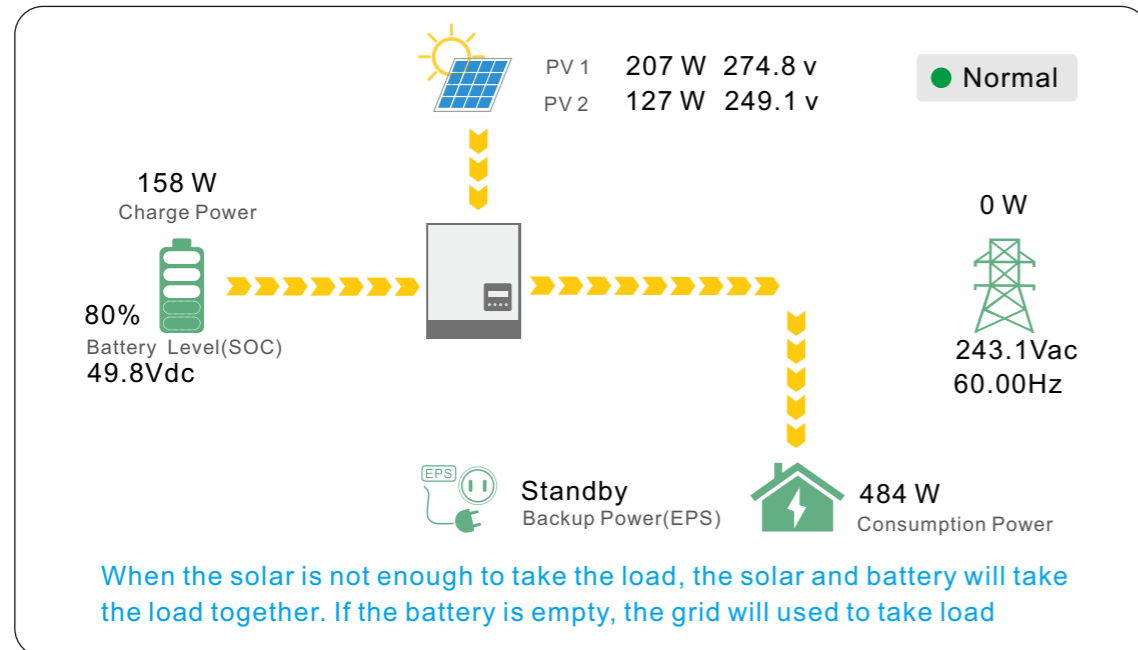 PV 1 207 W 274.8 v
PV 2 127 W 249.1 v
Normal
158 W
Charge Power
0 W
80%
Battery Level(SOC)
49.8Vdc
243.1Vac
60.00Hz
EPS
Standby
Backup Power(EPS)
484 W
Consumption Power
When the solar is not enough to take the load, the solar and battery will take
the load together. If the battery is empty, the grid will used to take load